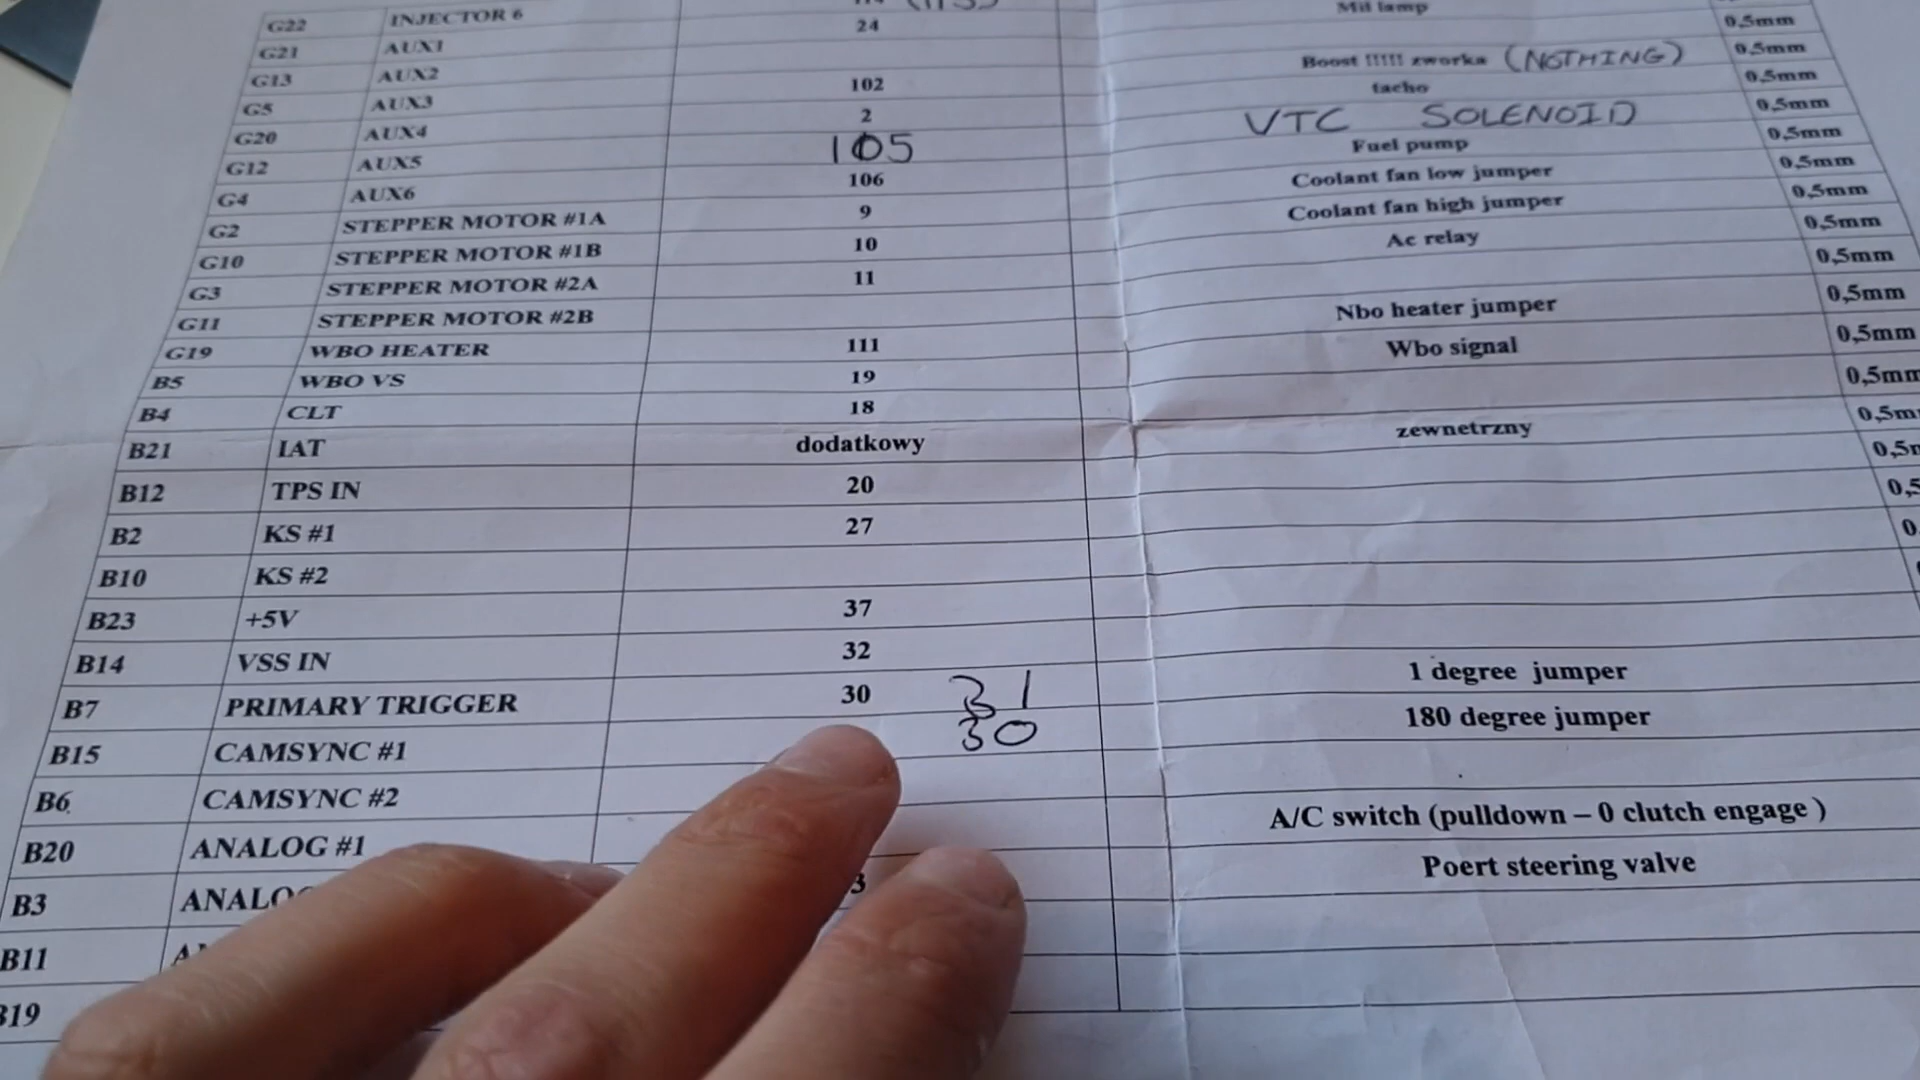 G22 INJECTOR 6 Mil lamp 0,5mm
G21 AUX1 24 0,5mm
G13 AUX2 Boost !!!!! zworka (NOTHING) 0,5mm
G5 AUX3 102 tacho 0,5mm
G20 AUX4 2 VTC SOLENOID 0,5mm
G12 AUX5 105 Fuel pump 0,5mm
G4 AUX6 106 Coolant fan low jumper 0,5mm
G2 STEPPER MOTOR #1A 9 Coolant fan high jumper 0,5mm
G10 STEPPER MOTOR #1B 10 Ac relay 0,5mm
G3 STEPPER MOTOR #2A 11 0,5mm
G11 STEPPER MOTOR #2B Nbo heater jumper 0,5mm
G19 WBO HEATER 111 Wbo signal 0,5mm
B5 WBO VS 19
B4 CLT 18
B21 IAT dodatkowy zewnetrzny
B12 TPS IN 20
B2 KS #1 27
B10 KS #2
B23 +5V 37
B14 VSS IN 32
B7 PRIMARY TRIGGER 30 31 1 degree jumper
B15 CAMSYNC #1 30 180 degree jumper
B6 CAMSYNC #2
B20 ANALOG #1 A/C switch (pulldown – 0 clutch engage )
B3 Poert steering valve
B11